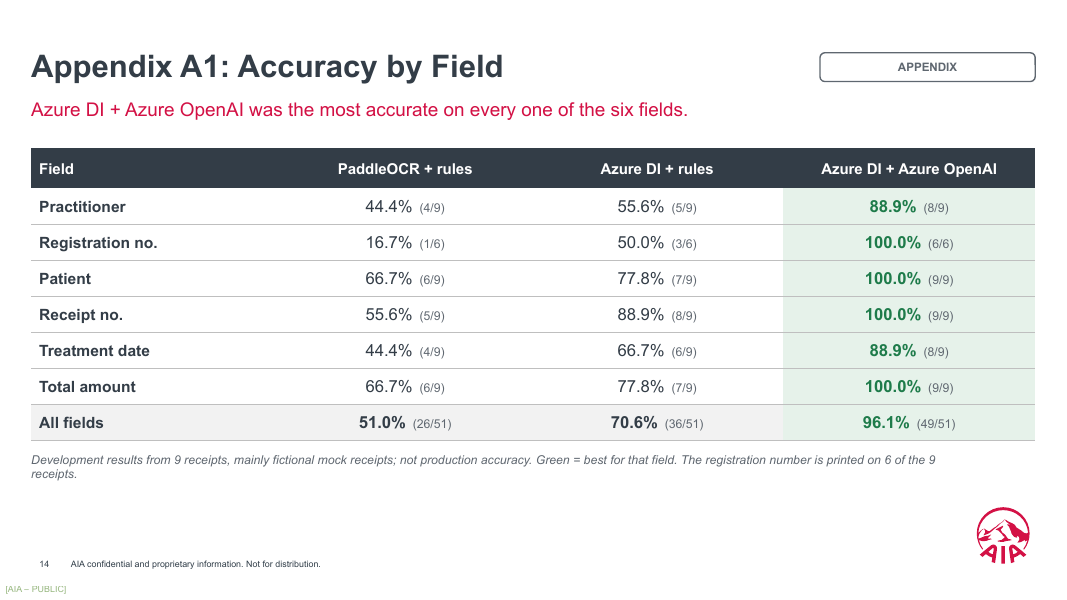 Appendix A1: Accuracy by Field
APPENDIX
Azure DI + Azure OpenAI was the most accurate on every one of the six fields.
Field PaddleOCR + rules Azure DI + rules Azure DI + Azure OpenAI
Practitioner 44.4% (4/9) 55.6% (5/9) 88.9% (8/9)
Registration no. 16.7% (1/6) 50.0% (3/6) 100.0% (6/6)
Patient 66.7% (6/9) 77.8% (7/9) 100.0% (9/9)
Receipt no. 55.6% (5/9) 88.9% (8/9) 100.0% (9/9)
Treatment date 44.4% (4/9) 66.7% (6/9) 88.9% (8/9)
Total amount 66.7% (6/9) 77.8% (7/9) 100.0% (9/9)
All fields 51.0% (26/51) 70.6% (36/51) 96.1% (49/51)
Development results from 9 receipts, mainly fictional mock receipts; not production accuracy. Green = best for that field. The registration number is printed on 6 of the 9
receipts.
AIA
14 AIA confidential and proprietary information. Not for distribution.
[AIA – PUBLIC]